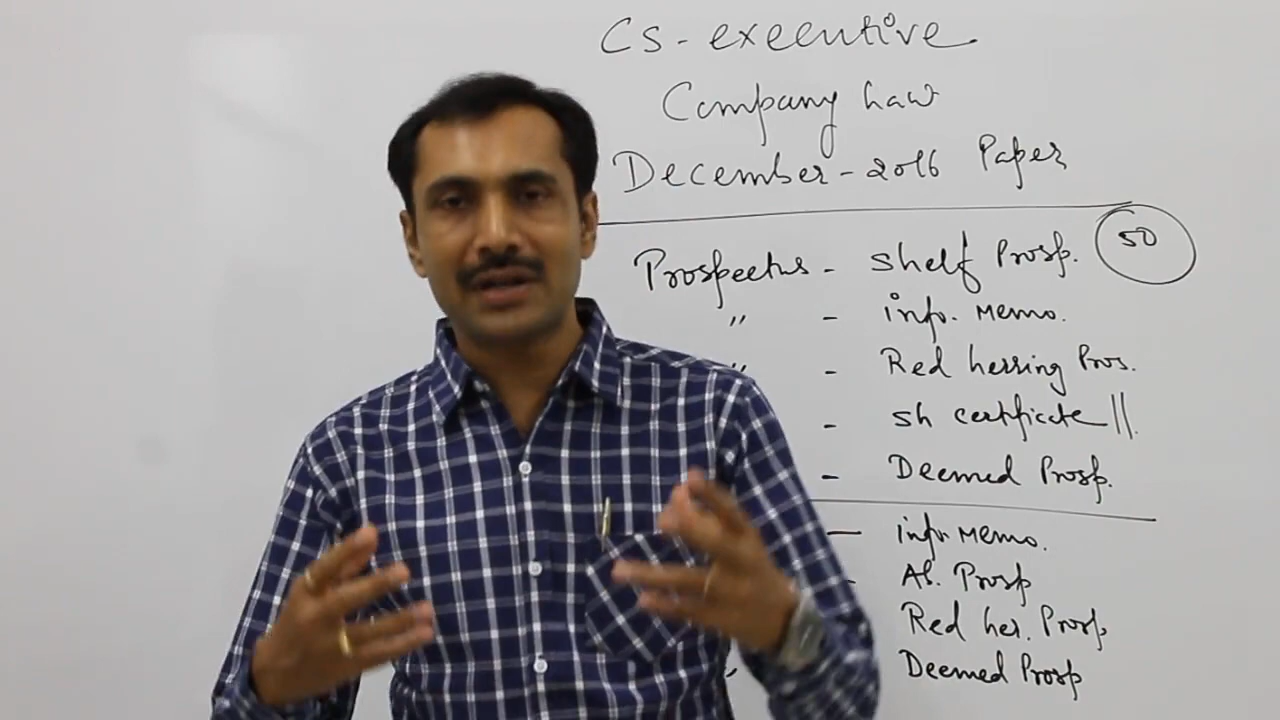 CS-executive
Company Law
December-2016 Paper
Prospectus - Shelf Prosp. 50
" - info. Memo.
" - Red herring Pros.
- Sh certificate ||.
- Deemed Prosp.
— info Memo.
- Ab. Prosp
Red her. Prosp
" Deemed Prosp